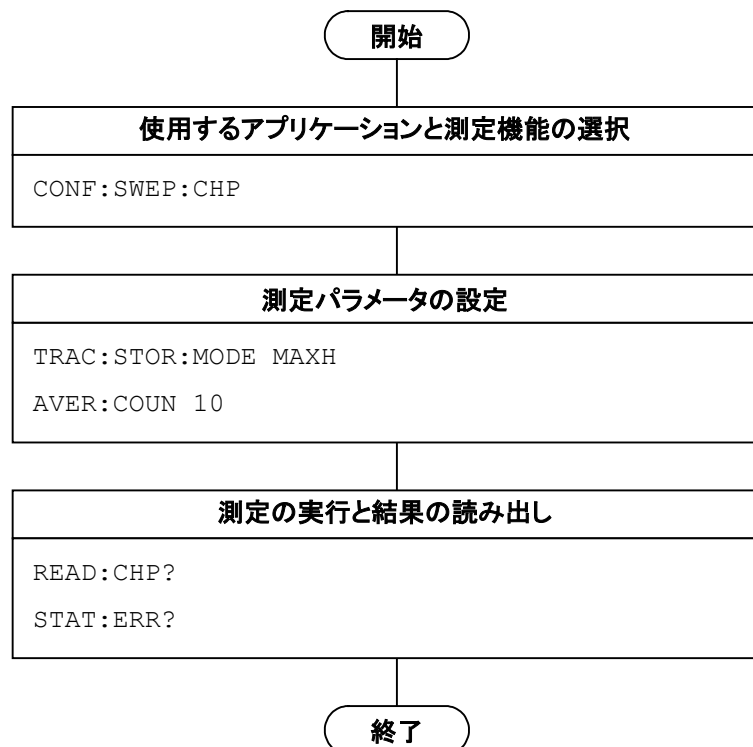 開始
使用するアプリケーションと測定機能の選択
CONF:SWEP:CHP
測定パラメータの設定
TRAC:STOR:MODE MAXH
AVER:COUN 10
測定の実行と結果の読み出し
READ:CHP?
STAT:ERR?
終了